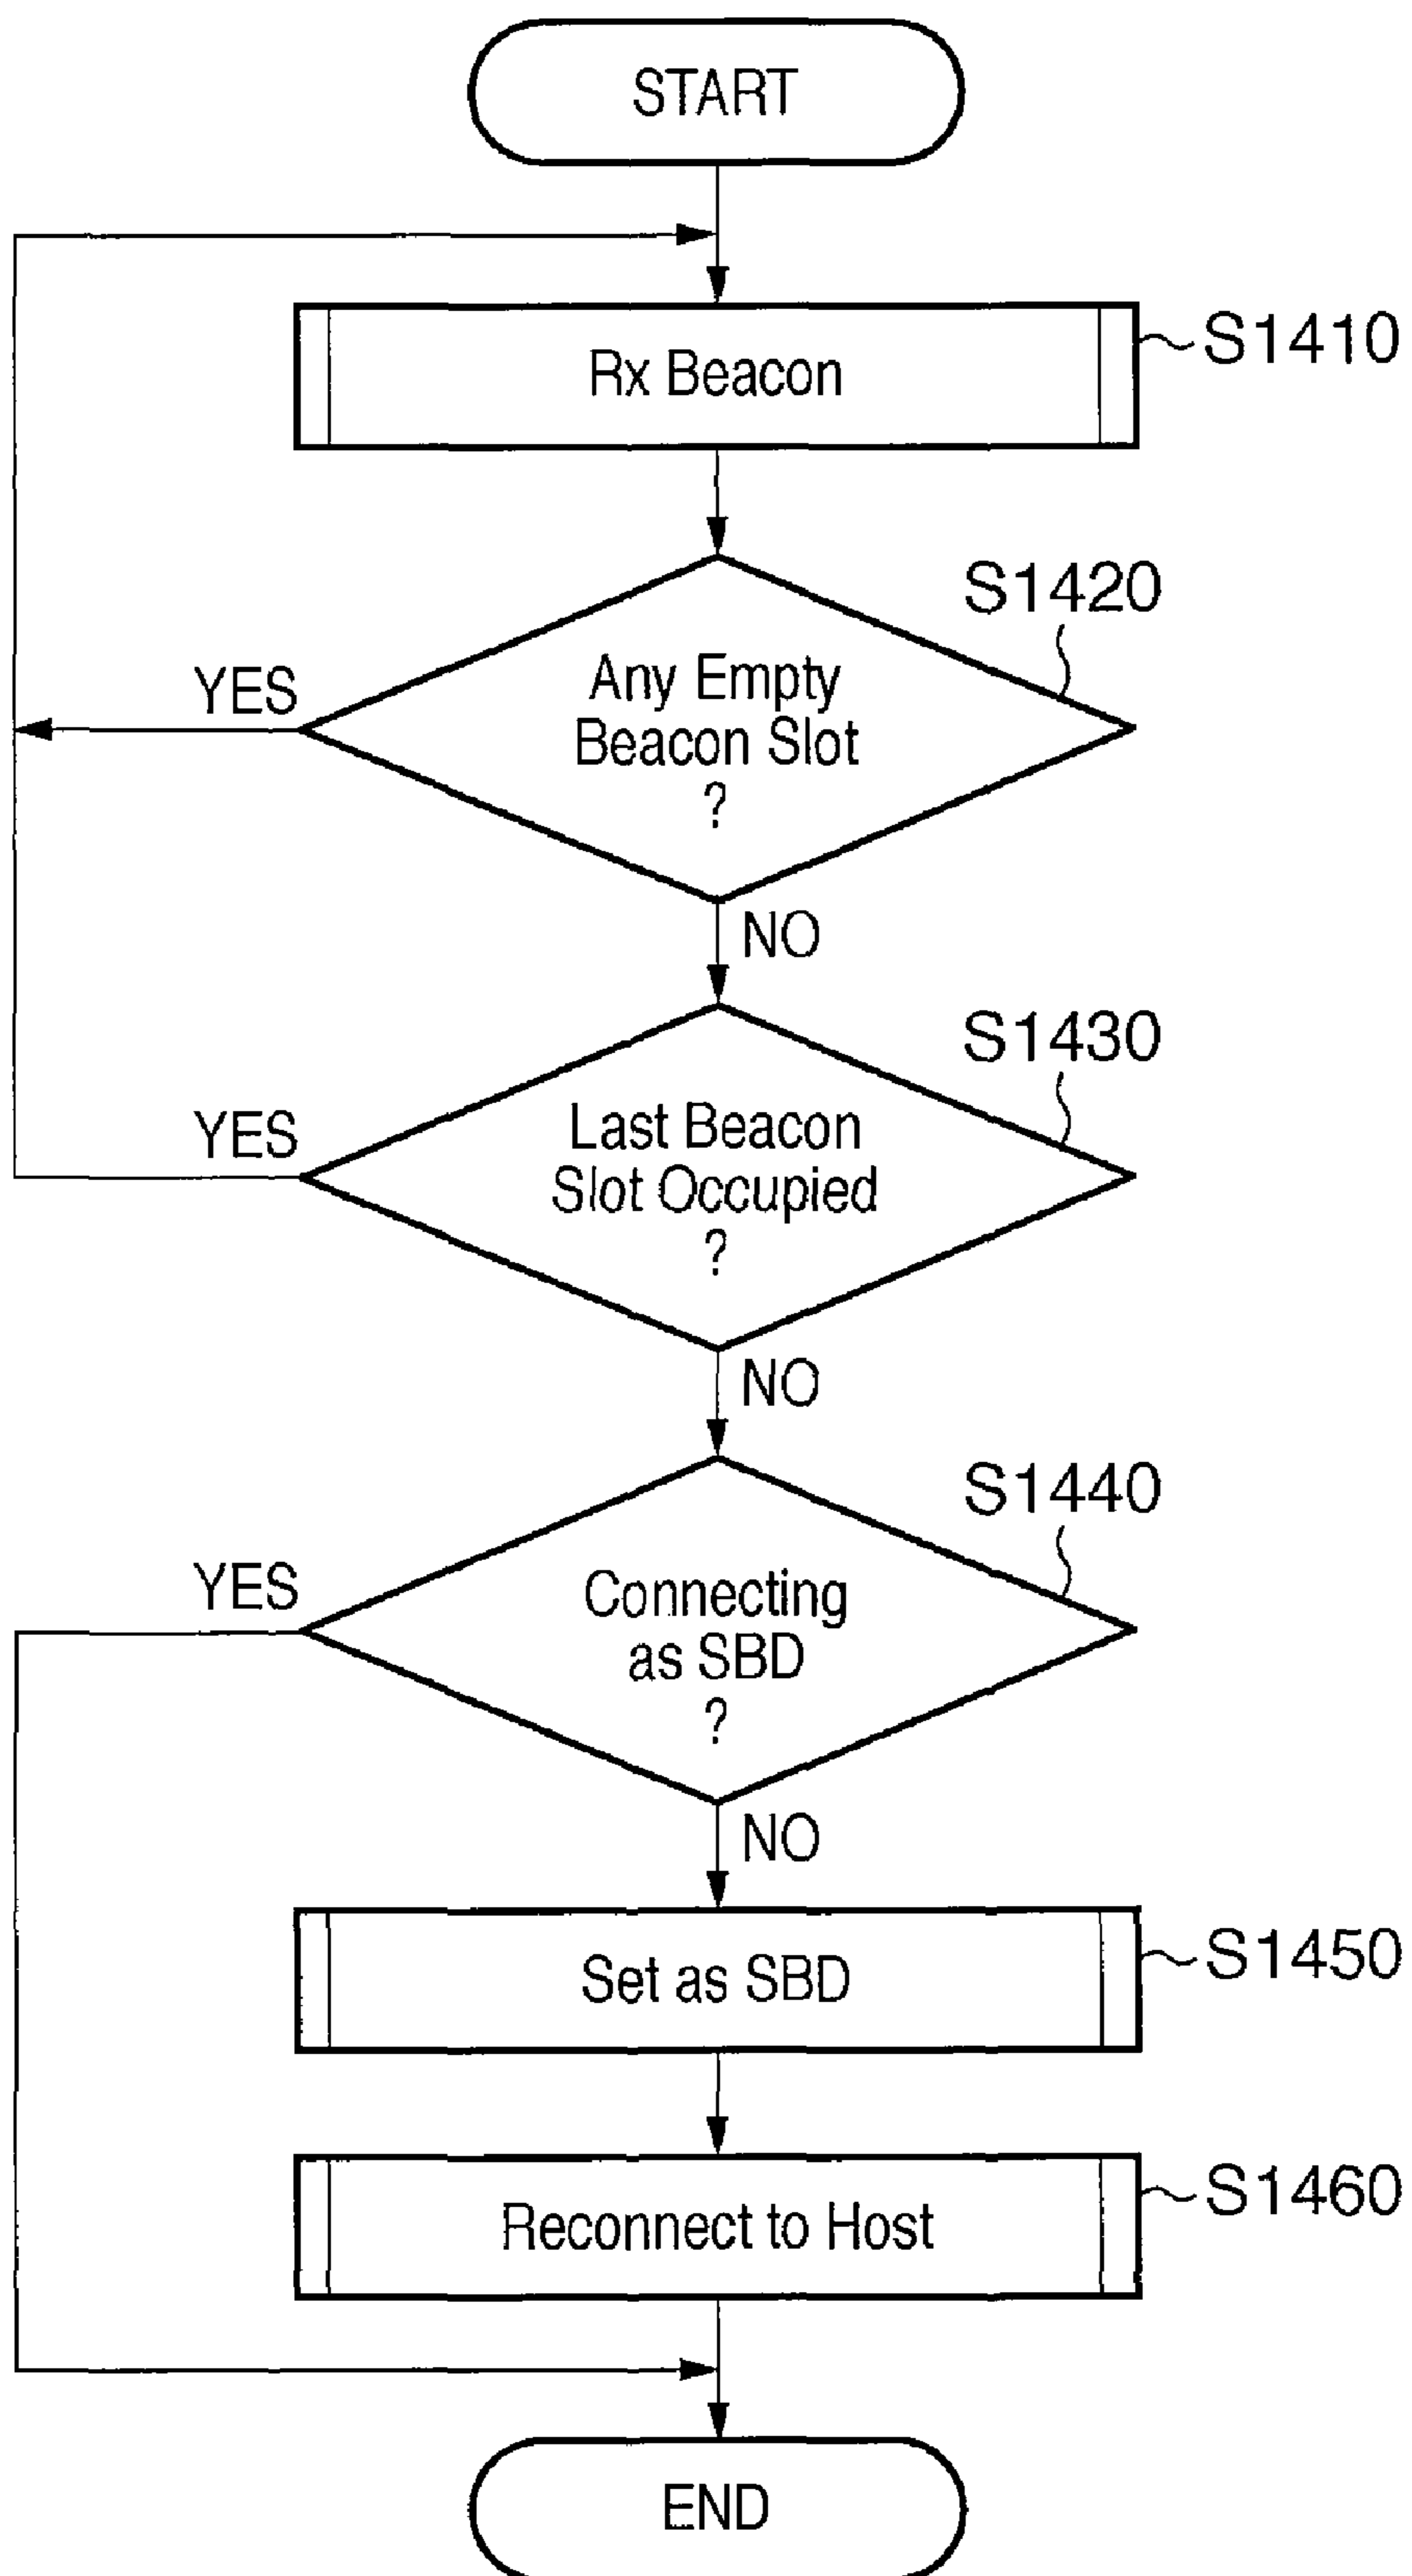 START
Rx Beacon
S1410
S1420
Any Empty
Beacon Slot
?
YES
NO
S1430
Last Beacon
Slot Occupied
?
YES
NO
S1440
Connecting
as SBD
?
YES
NO
Set as SBD
S1450
Reconnect to Host
S1460
END